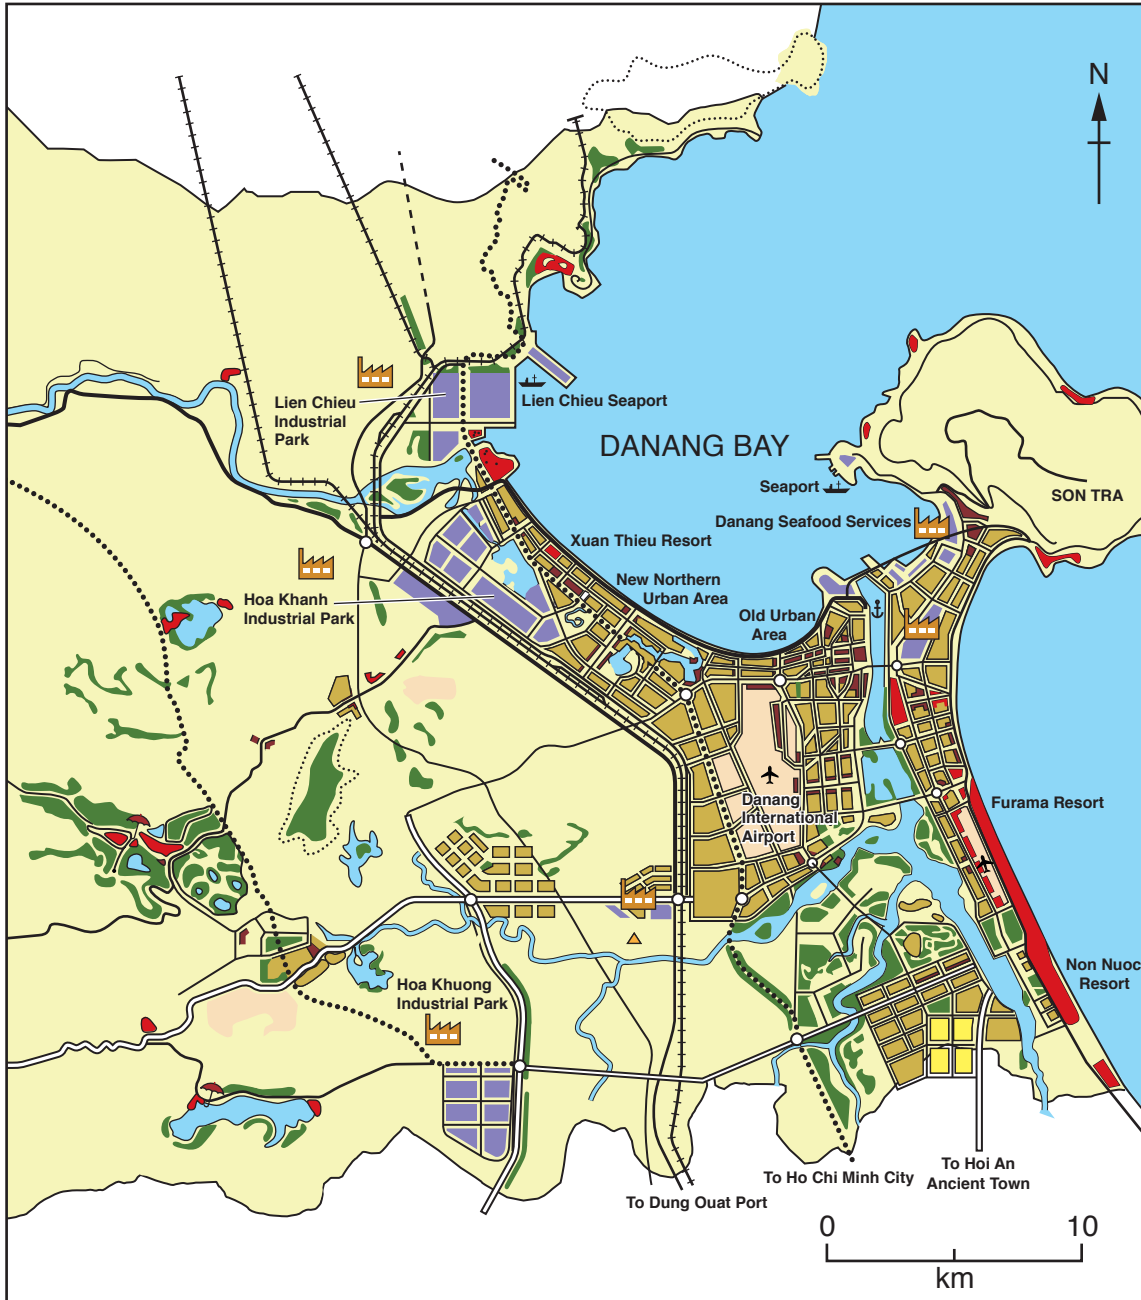 N
Lien Chieu
Industrial
Park
Lien Chieu Seaport
DANANG BAY
Seaport
SON TRA
Danang Seafood Services
Xuan Thieu Resort
New Northern
Urban Area
Hoa Khanh
Industrial Park
Old Urban
Area
Danang
International
Airport
Furama Resort
Non Nuoc
Resort
Hoa Khuong
Industrial Park
To Ho Chi Minh City
To Hoi An
Ancient Town
To Dung Ouat Port
0 10
km